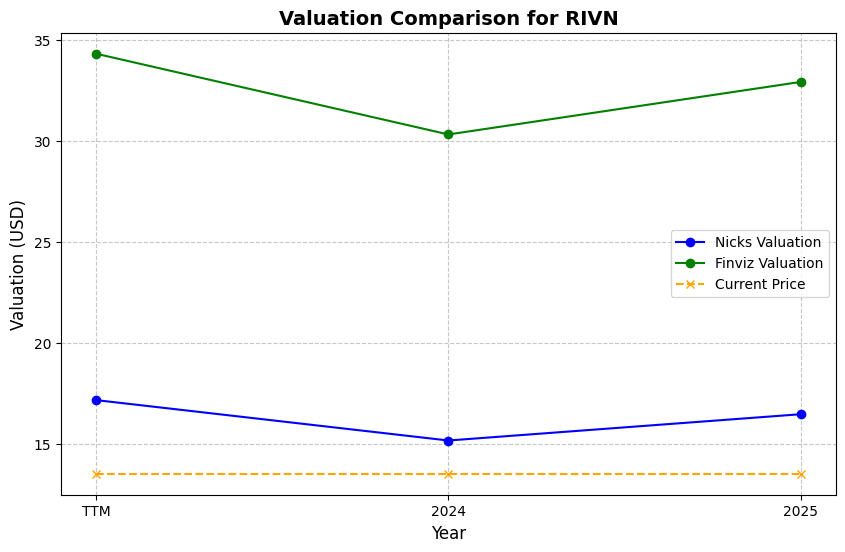 Valuation Comparison for RIVN
35
30
25
20
15
Valuation (USD)
Nicks Valuation
Finviz Valuation
Current Price
TTM
2024
2025
Year